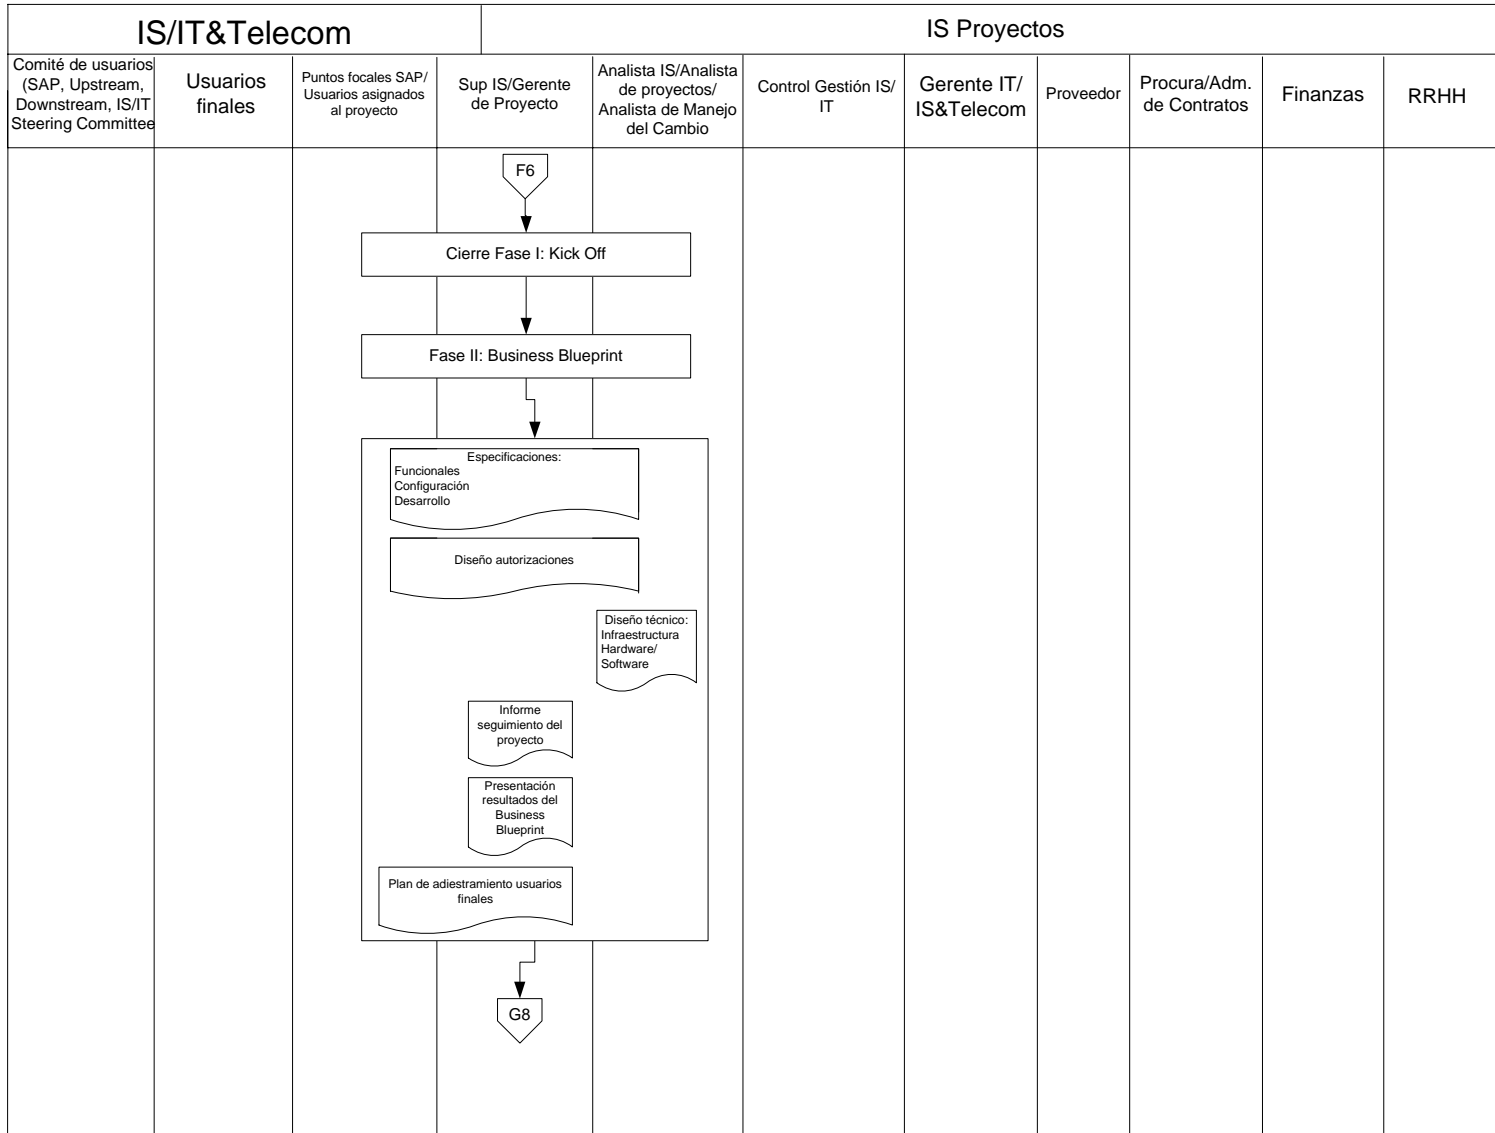 IS/IT&Telecom
IS Proyectos
Comité de usuarios
(SAP, Upstream,
Downstream, IS/IT
Steering Committee
Usuarios
finales
Puntos focales SAP/
Usuarios asignados
al proyecto
Sup IS/Gerente
de Proyecto
Analista IS/Analista
de proyectos/
Analista de Manejo
del Cambio
Control Gestión IS/
IT
Gerente IT/
IS&Telecom
Proveedor
Procura/Adm.
de Contratos
Finanzas
RRHH
F6
Cierre Fase I: Kick Off
Fase II: Business Blueprint
Especificaciones:
Funcionales
Configuración
Desarrollo
Diseño autorizaciones
Diseño técnico:
Infraestructura
Hardware/
Software
Informe
seguimiento del
proyecto
Presentación
resultados del
Business
Blueprint
Plan de adiestramiento usuarios
finales
G8